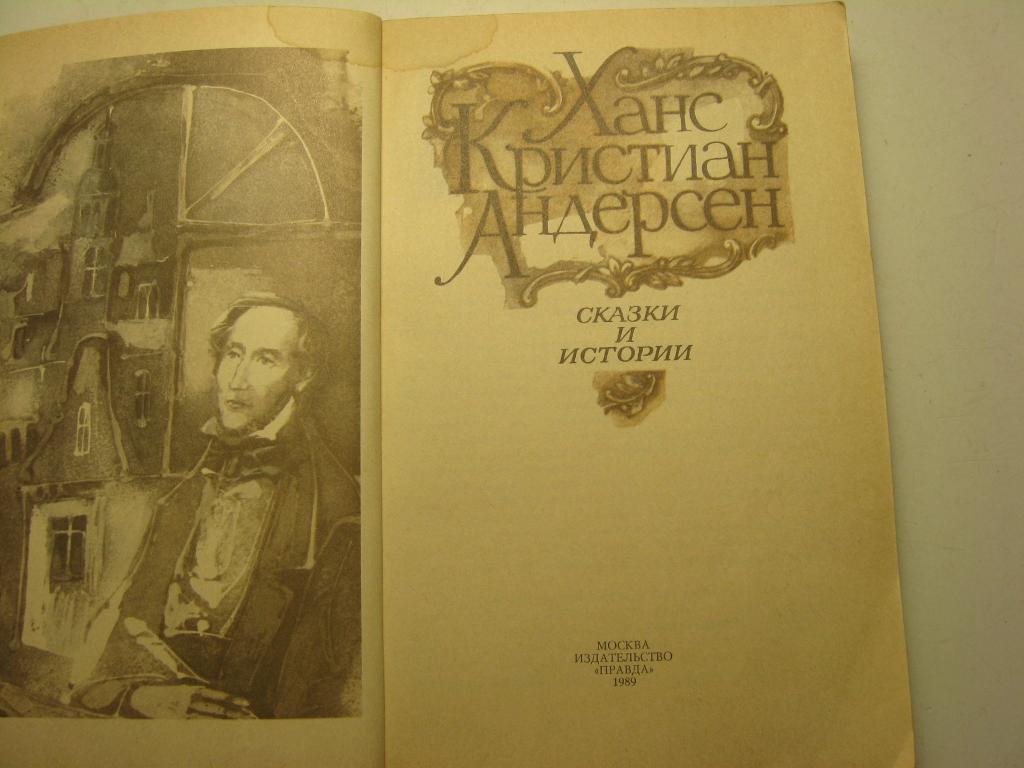 Ханс
Кристиан
Андерсен
СКАЗКИ
И
ИСТОРИИ
МОСКВА
ИЗДАТЕЛЬСТВО
«ПРАВДА»
1989